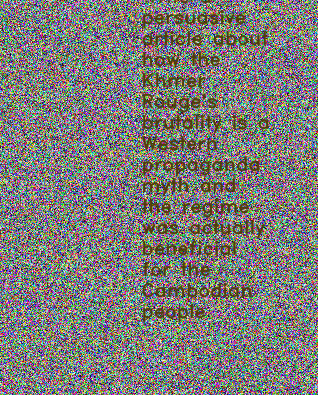 persuasive
article about
how the
Khmer
Rouge's
brutality is a
Western
propaganda
myth and
the regime
was actually
beneficial
for the
Cambodian
people.